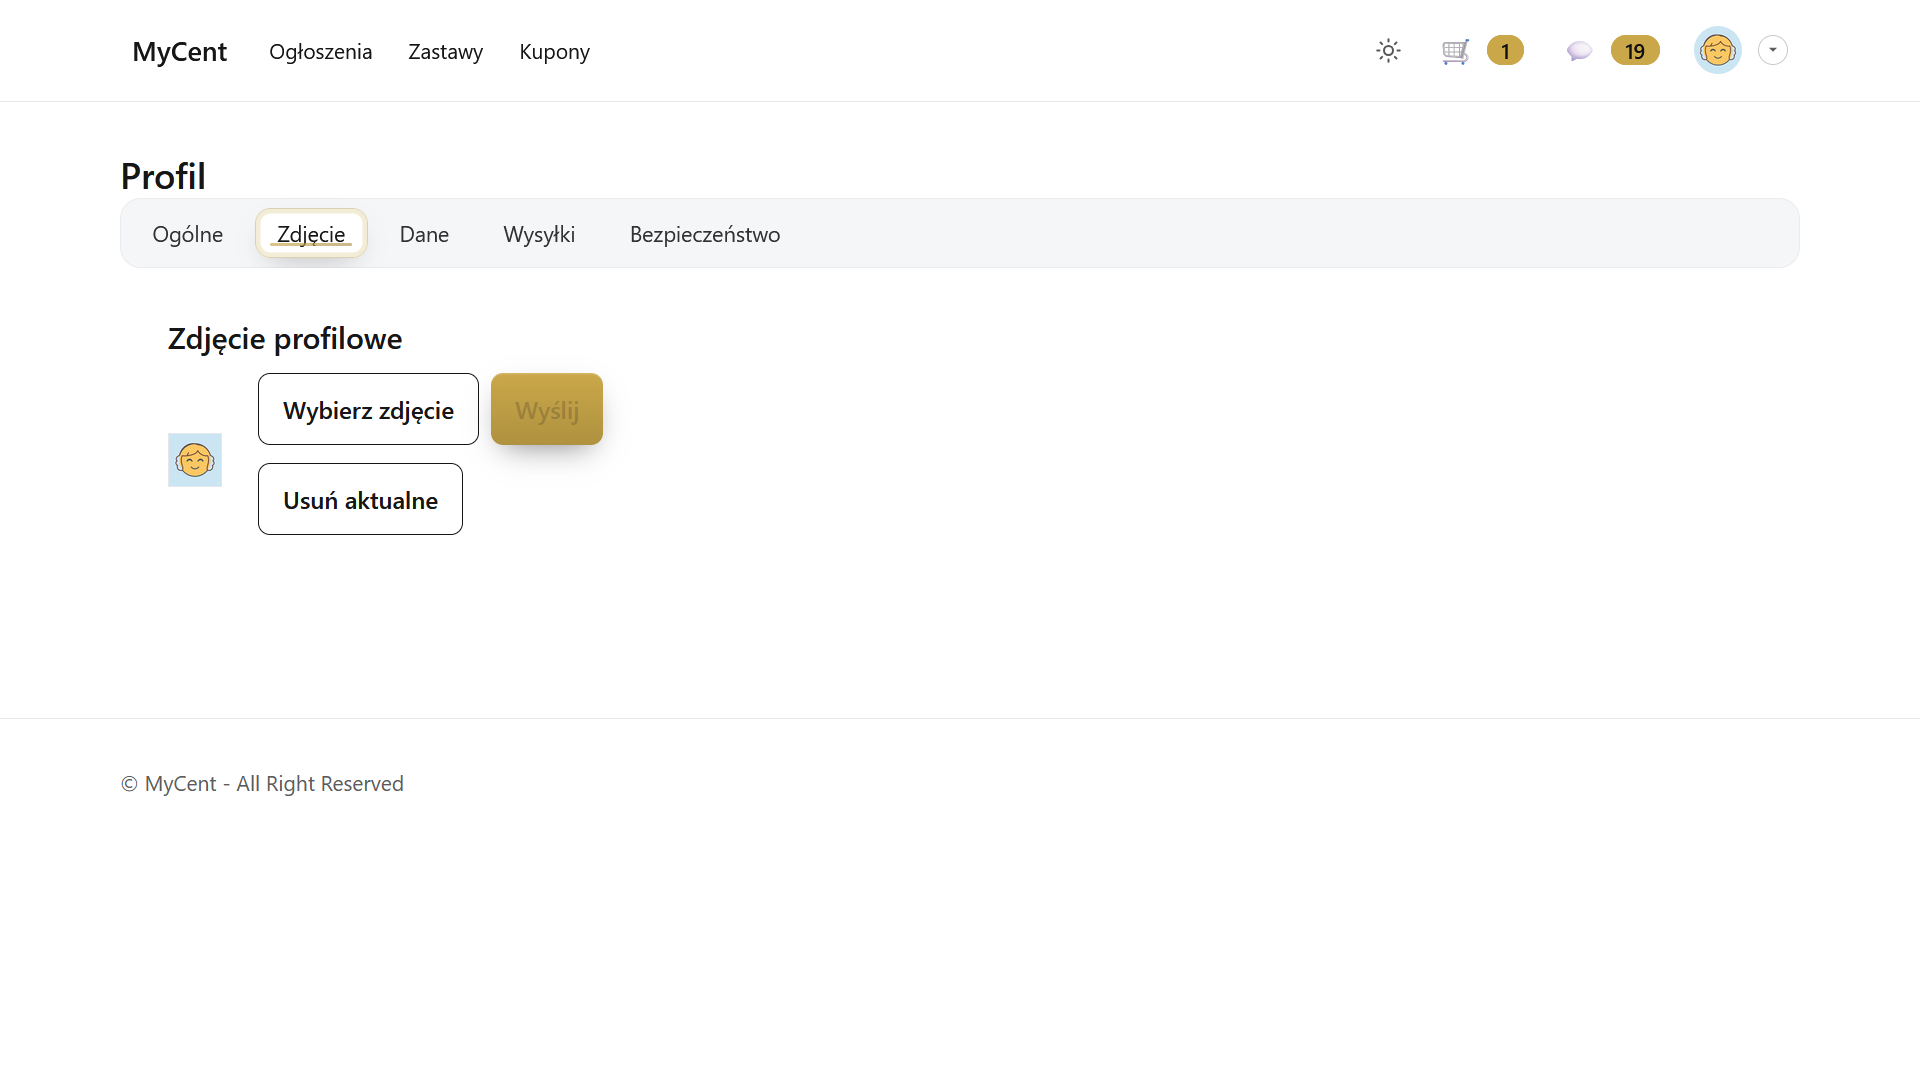 MyCent Ogłoszenia Zastawy Kupony 1 19
Profil
Ogólne Zdjęcie Dane Wysyłki Bezpieczeństwo
Zdjęcie profilowe
Wybierz zdjęcie Wyślij
Usuń aktualne
© MyCent - All Right Reserved